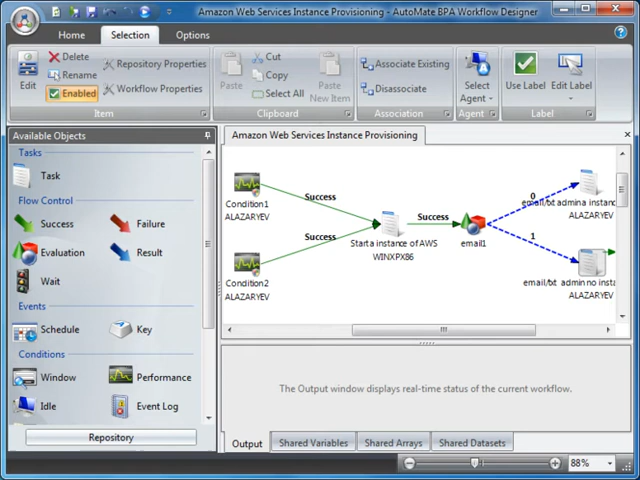 Amazon Web Services Instance Provisioning - AutoMate BPA Workflow Designer
Home Selection Options
Edit
Delete
Rename
Enabled
Repository Properties
Workflow Properties
Item
Paste
Cut
Copy
Select All
Paste
New Item
Clipboard
Associate Existing
Disassociate
Association
Select
Agent
Agent
Use Label
Edit Label
Label
Available Objects
Tasks
Task
Flow Control
Success
Failure
Evaluation
Result
Wait
Events
Schedule
Key
Conditions
Window
Performance
Idle
Event Log
Repository
Amazon Web Services Instance Provisioning
Condition1
ALAZARYEV
Success
Success
Condition2
ALAZARYEV
Start a instance of AWS
WINXPX86
Success
email1
0
admin a instan
ALAZARYEV
1
admin no insta
ALAZARYEV
The Output window displays real-time status of the current workflow.
Output Shared Variables Shared Arrays Shared Datasets
88%